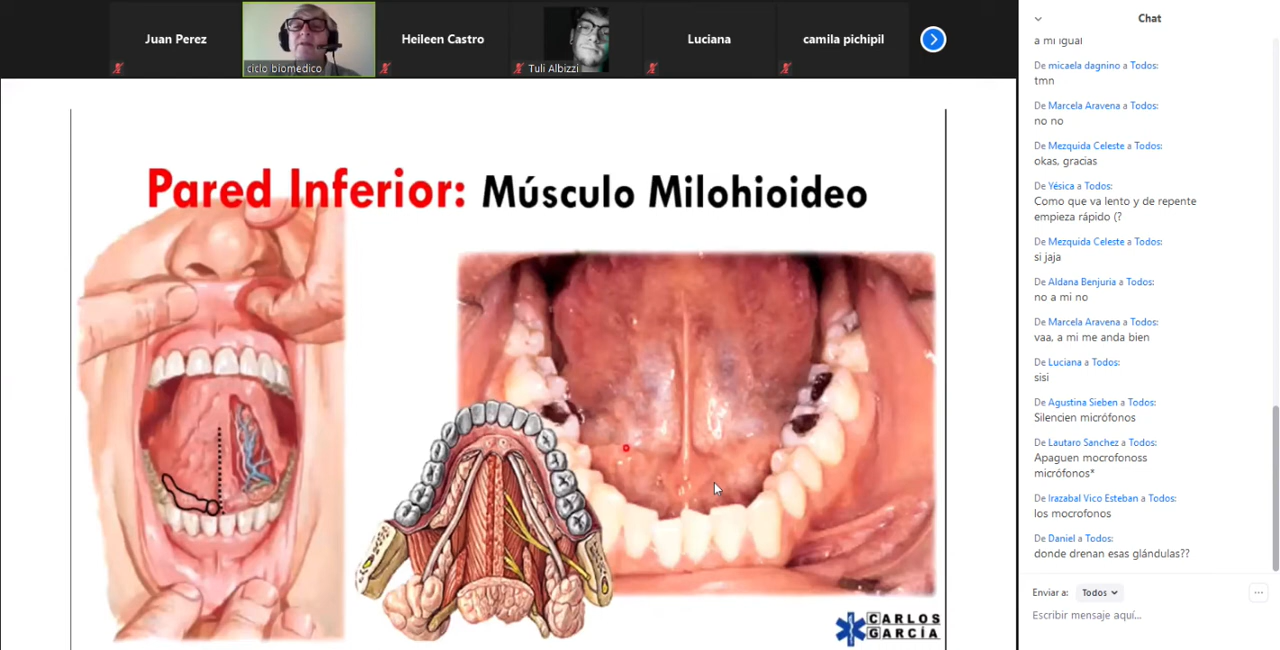 Juan Perez
ciclo biomedico
Heileen Castro
Tuli Albizzi
Luciana
camila pichipil
Pared Inferior: Músculo Milohioideo
CARLOS
GARCÍA
Chat
a mi igual
De micaela dagnino a Todos:
tmn
De Marcela Aravena a Todos:
no no
De Mezquida Celeste a Todos:
okas, gracias
De Yésica a Todos:
Como que va lento y de repente
empieza rápido (?
De Mezquida Celeste a Todos:
si jaja
De Aldana Benjuria a Todos:
no a mi no
De Marcela Aravena a Todos:
vaa, a mi me anda bien
De Luciana a Todos:
sisi
De Agustina Sieben a Todos:
Silencien micrófonos
De Lautaro Sanchez a Todos:
Apaguen mocrofonoss
micrófonos*
De Irazabal Vico Esteban a Todos:
los mocrofonos
De Daniel a Todos:
donde drenan esas glándulas??
Enviar a: Todos
Escribir mensaje aquí...